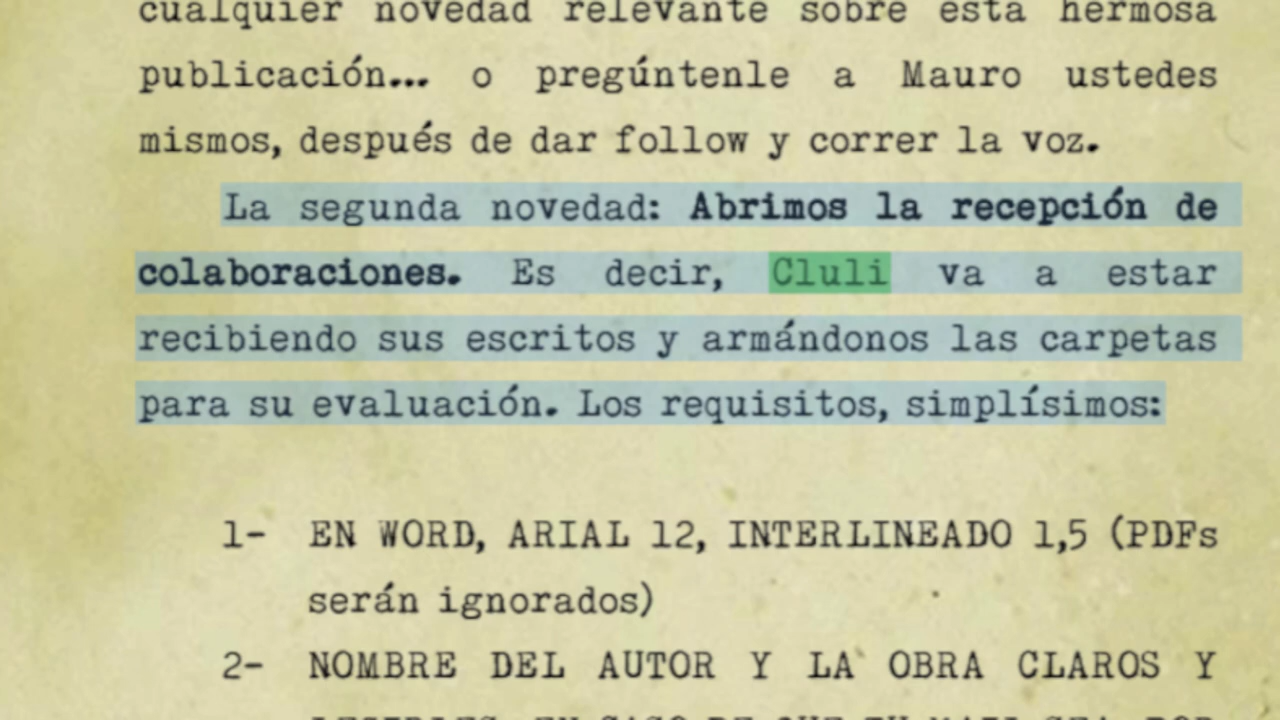 cualquier novedad relevante sobre esta hermosa
publicación... o pregúntenle a Mauro ustedes
mismos, después de dar follow y correr la voz.
La segunda novedad: Abrimos la recepción de
colaboraciones. Es decir, Cluli va a estar
recibiendo sus escritos y armándonos las carpetas
para su evaluación. Los requisitos, simplísimos:
1- EN WORD, ARIAL 12, INTERLINEADO 1,5 (PDFs
serán ignorados)
2- NOMBRE DEL AUTOR Y LA OBRA CLAROS Y